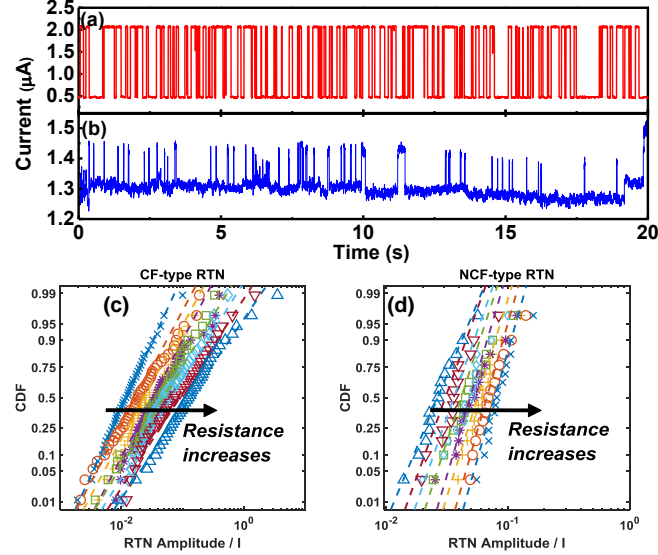 (a)
2.0
1.5
1.0
0.5
Current (μA)
(b)
1.5
1.4
1.3
1.2
0 5 10 15 20
Time (s)
CF-type RTN
(c)
0.99
0.95
0.9
0.75
0.5
0.25
0.1
0.05
0.01
CDF
Resistance
increases
10-2 100
RTN Amplitude / I
NCF-type RTN
(d)
0.99
0.95
0.9
0.75
0.5
0.25
0.1
0.05
0.01
CDF
Resistance
increases
10-2 10-1 100
RTN Amplitude / I